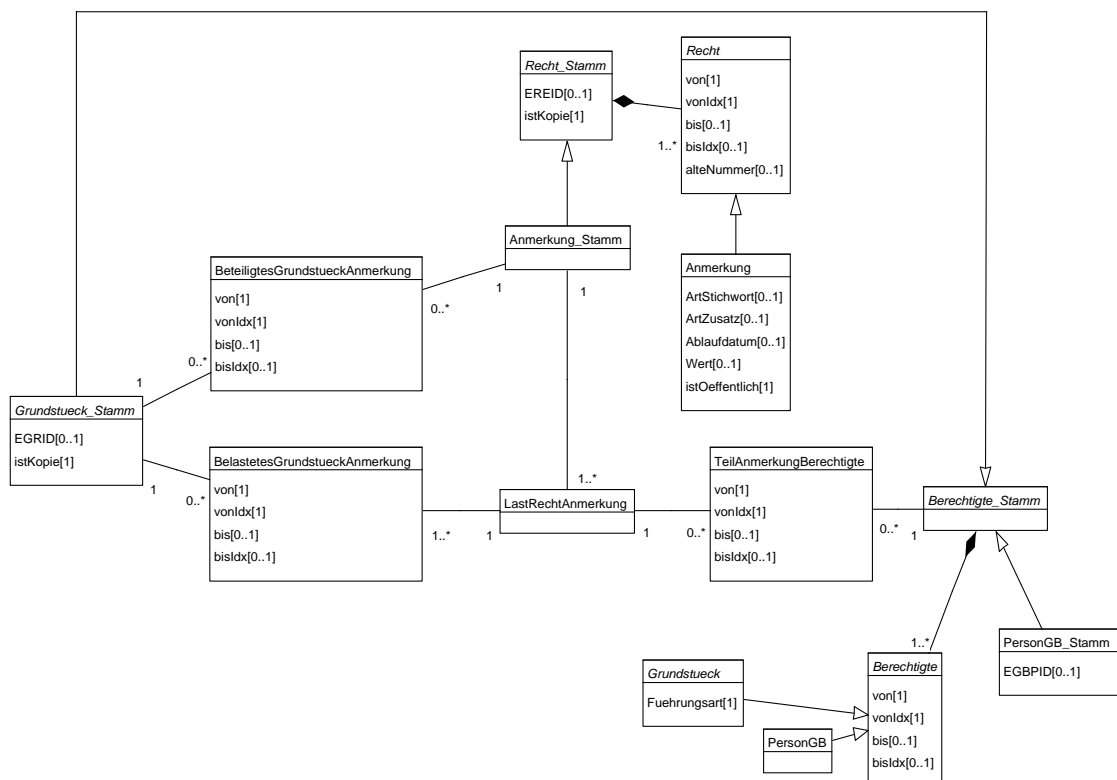 Recht_Stamm
EREID[0..1]
istKopie[1]
Recht
von[1]
vonIdx[1]
bis[0..1]
bisIdx[0..1]
alteNummer[0..1]
1..*
Anmerkung_Stamm
1
1
Anmerkung
ArtStichwort[0..1]
ArtZusatz[0..1]
Ablaufdatum[0..1]
Wert[0..1]
istOeffentlich[1]
BeteiligtesGrundstueckAnmerkung
von[1]
vonIdx[1]
bis[0..1]
bisIdx[0..1]
0..*
0..*
1
Grundstueck_Stamm
EGRID[0..1]
istKopie[1]
1
0..*
BelastetesGrundstueckAnmerkung
von[1]
vonIdx[1]
bis[0..1]
bisIdx[0..1]
1..*
1
1..*
LastRechtAnmerkung
1
0..*
TeilAnmerkungBerechtigte
von[1]
vonIdx[1]
bis[0..1]
bisIdx[0..1]
0..*
1
Berechtigte_Stamm
1..*
PersonGB_Stamm
EGBPID[0..1]
Grundstueck
Fuehrungsart[1]
PersonGB
Berechtigte
von[1]
vonIdx[1]
bis[0..1]
bisIdx[0..1]